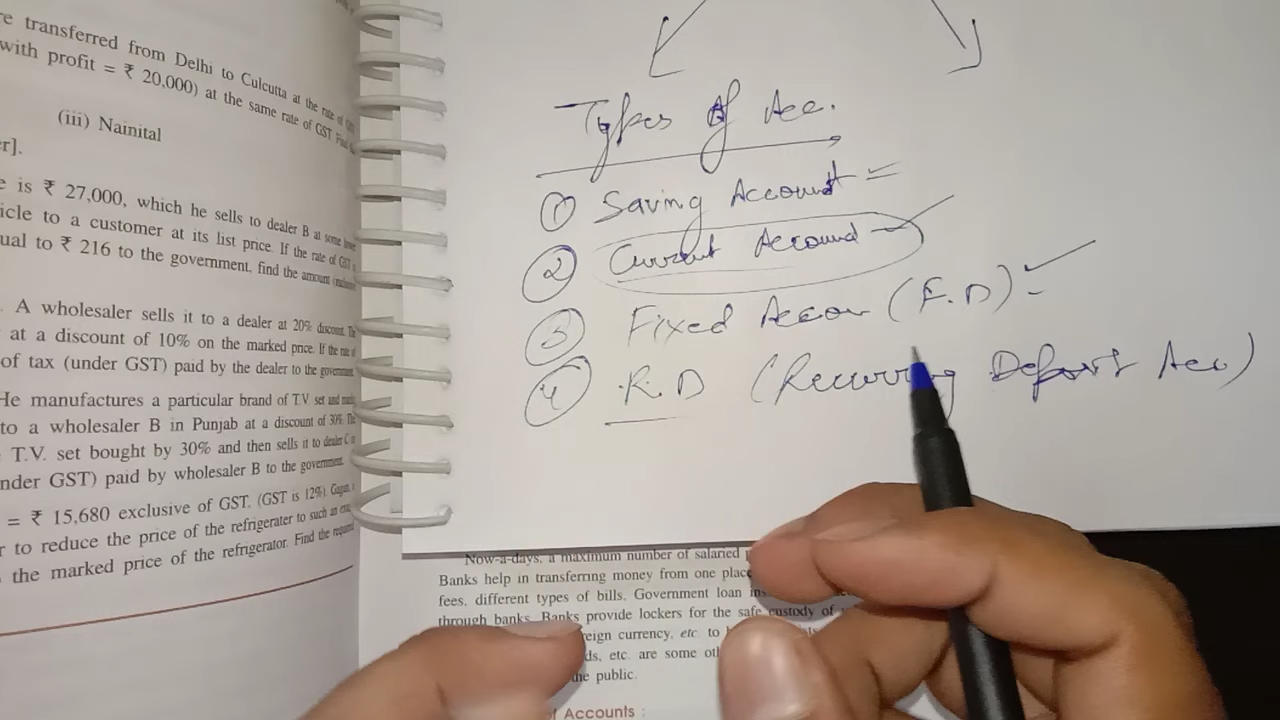 re transferred from Delhi to Culcutta at the rate of
with profit = ₹ 20,000) at the same rate of GST. Find
(iii) Nainital
er].
e is ₹ 27,000, which he sells to dealer B at some
icle to a customer at its list price. If the rate of GST
ual to ₹ 216 to the government, find the amount
. A wholesaler sells it to a dealer at 20% discount. The
at a discount of 10% on the marked price. If the rate
of tax (under GST) paid by the dealer to the government.
He manufactures a particular brand of T.V set and
to a wholesaler B in Punjab at a discount of 30%. The
T.V. set bought by 30% and then sells it to dealer C
nder GST) paid by wholesaler B to the government.
= ₹ 15,680 exclusive of GST. (GST is 12%). Gagan
r to reduce the price of the refrigerater to such an
the marked price of the refrigerator. Find the
Types of Acc.
1 Saving Account
2 Current Account
3 Fixed Accou (F.D)
4 R.D (Recurring Deposit Acc)
Now-a-days, a maximum number of salaried
Banks help in transferring money from one place
fees, different types of bills. Government loan
through banks. Banks provide lockers for the safe custody of
reign currency, etc. to
ds, etc. are some
the public.
f Accounts :